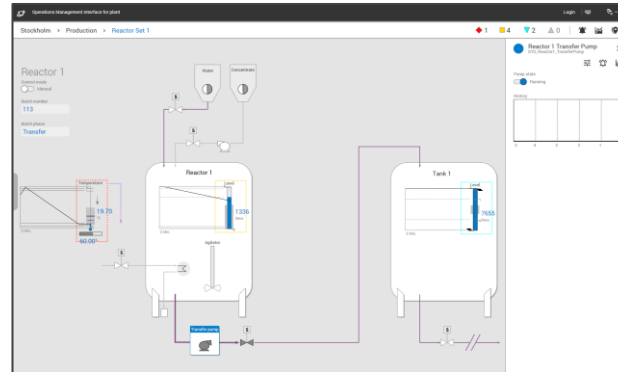 Operations Management interface for plant
Login
Stockholm > Production > Reactor Set 1
1
4
2
0
Reactor 1 Transfer Pump
Pump state
Running
History
Reactor 1
Control mode
Manual
Batch number
113
Batch phase
Transfer
Water
Concentrate
S
S
Temperature
19.70
60.00°
Reactor 1
Level
1336
Agitator
S
Transfer pump
S
Tank 1
Level
7655
S